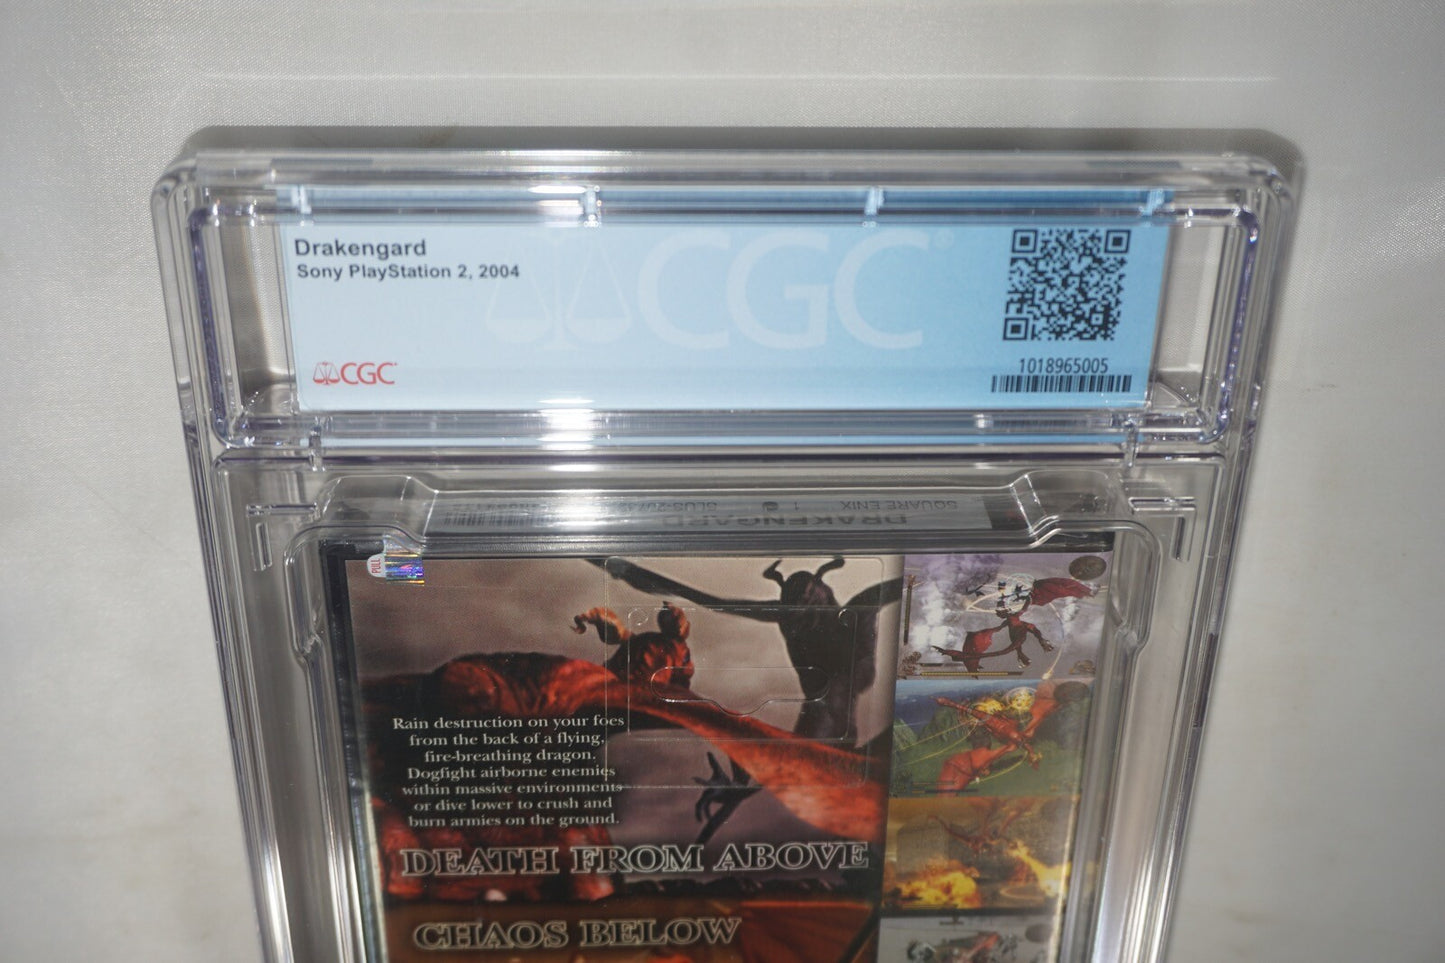 Drakengard
Sony PlayStation 2, 2004
CGC
CGC
1018965005
SQUARE ENIX
1
DRAKENGARD
PULL
Rain destruction on your foes
from the back of a flying,
fire-breathing dragon.
Dogfight airborne enemies
within massive environments
or dive lower to crush and
burn armies on the ground.
DEATH FROM ABOVE
CHAOS BELOW